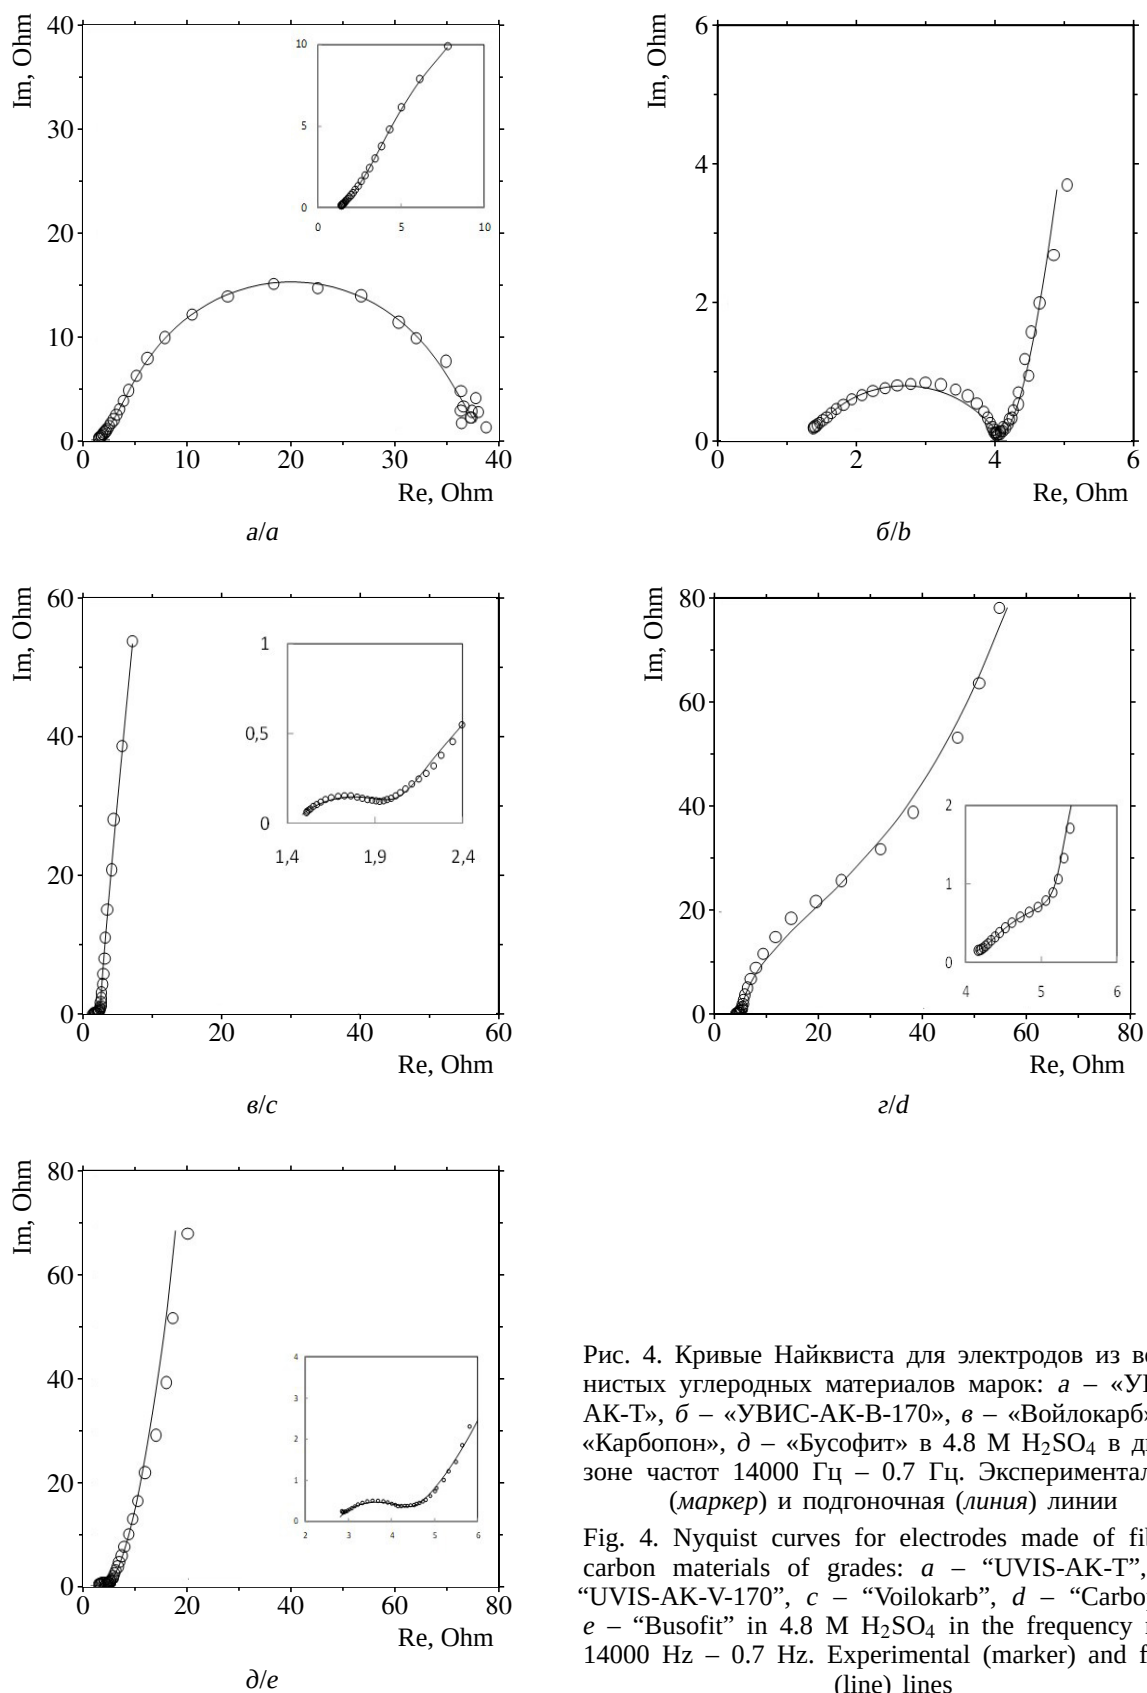 Im, Ohm
40
30
20
10
0
0 10 20 30 40
Re, Ohm
10
5
0
0 5 10
а/a
Im, Ohm
6
4
2
0
0 2 4 6
Re, Ohm
б/b
Im, Ohm
60
40
20
0
0 20 40 60
Re, Ohm
1
0,5
0
1,4 1,9 2,4
в/c
Im, Ohm
80
60
40
20
0
0 20 40 60 80
Re, Ohm
2
1
0
4 5 6
г/d
Im, Ohm
80
60
40
20
0
0 20 40 60 80
Re, Ohm
4
3
2
1
0
2 3 4 5 6
д/e
Рис. 4. Кривые Найквиста для электродов из
нистых углеродных материалов марок: а –
АК-Т», б – «УВИС-АК-В-170», в – «Войлокарб»
«Карбопон», д – «Бусофит» в 4.8 М H₂SO₄ в
зоне частот 14000 Гц – 0.7 Гц.
(маркер) и подгоночная (линия) линии
Fig. 4. Nyquist curves for electrodes made of
carbon materials of grades: a – “UVIS-AK-T”,
“UVIS-AK-V-170”, c – “Voilokarb”, d –
e – “Busofit” in 4.8 M H₂SO₄ in the frequency
14000 Hz – 0.7 Hz. Experimental (marker) and
(line) lines